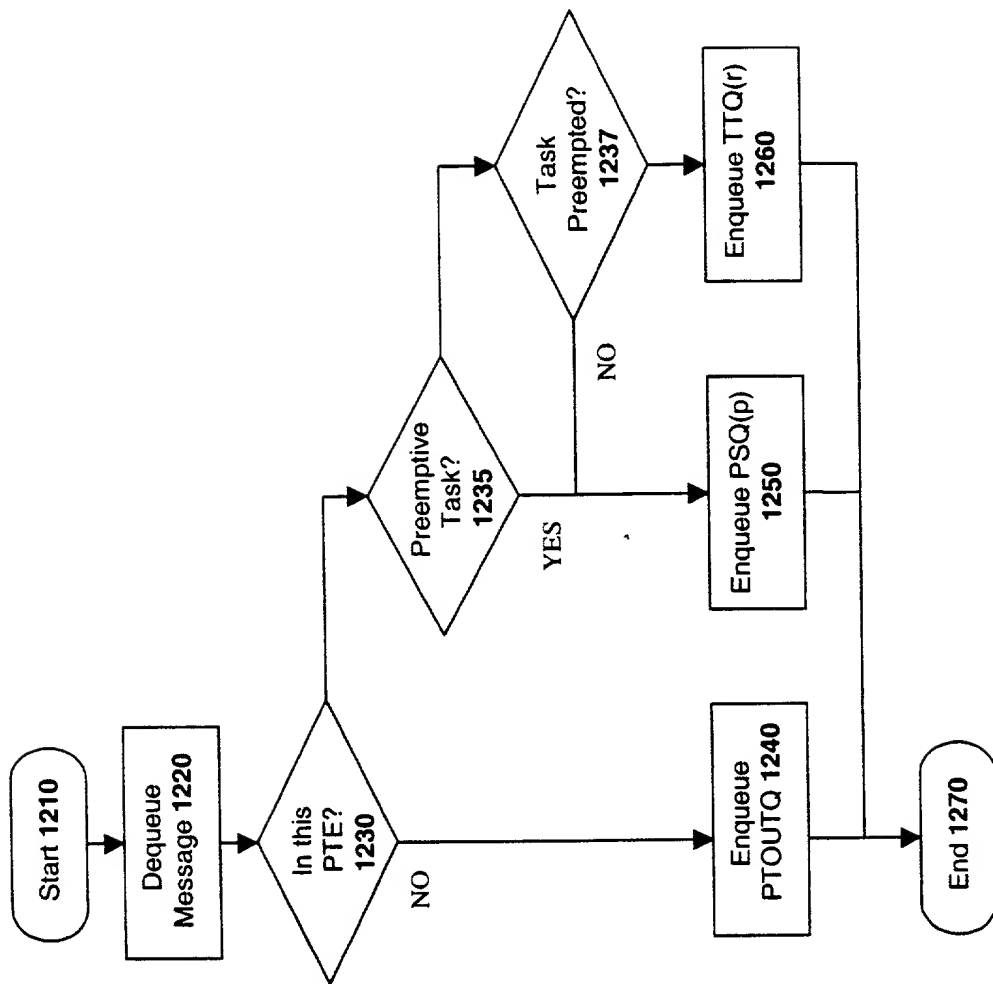 Start 1210
Dequeue
Message 1220
In this
PTE?
1230
NO
Preemptive
Task?
1235
YES
Task
Preempted?
1237
NO
Enqueue
PTOUTQ 1240
Enqueue PSQ(p)
1250
Enqueue TTQ(r)
1260
End 1270